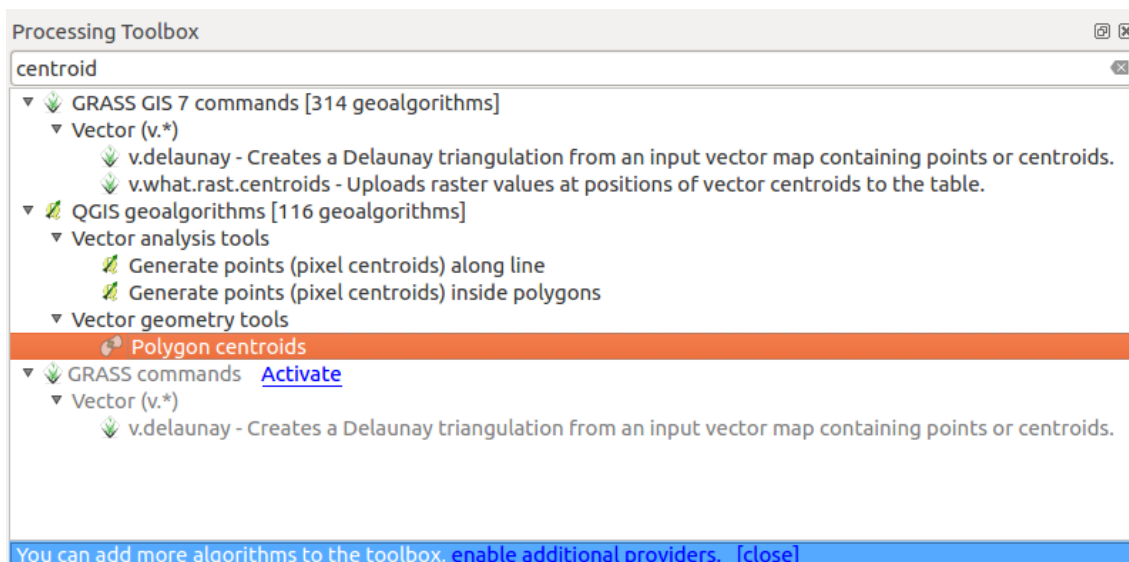 Processing Toolbox
centroid
GRASS GIS 7 commands [314 geoalgorithms]
Vector (v.*)
v.delaunay - Creates a Delaunay triangulation from an input vector map containing points or centroids.
v.what.rast.centroids - Uploads raster values at positions of vector centroids to the table.
QGIS geoalgorithms [116 geoalgorithms]
Vector analysis tools
Generate points (pixel centroids) along line
Generate points (pixel centroids) inside polygons
Vector geometry tools
Polygon centroids
GRASS commands Activate
Vector (v.*)
v.delaunay - Creates a Delaunay triangulation from an input vector map containing points or centroids.
You can add more algorithms to the toolbox, enable additional providers. [close]